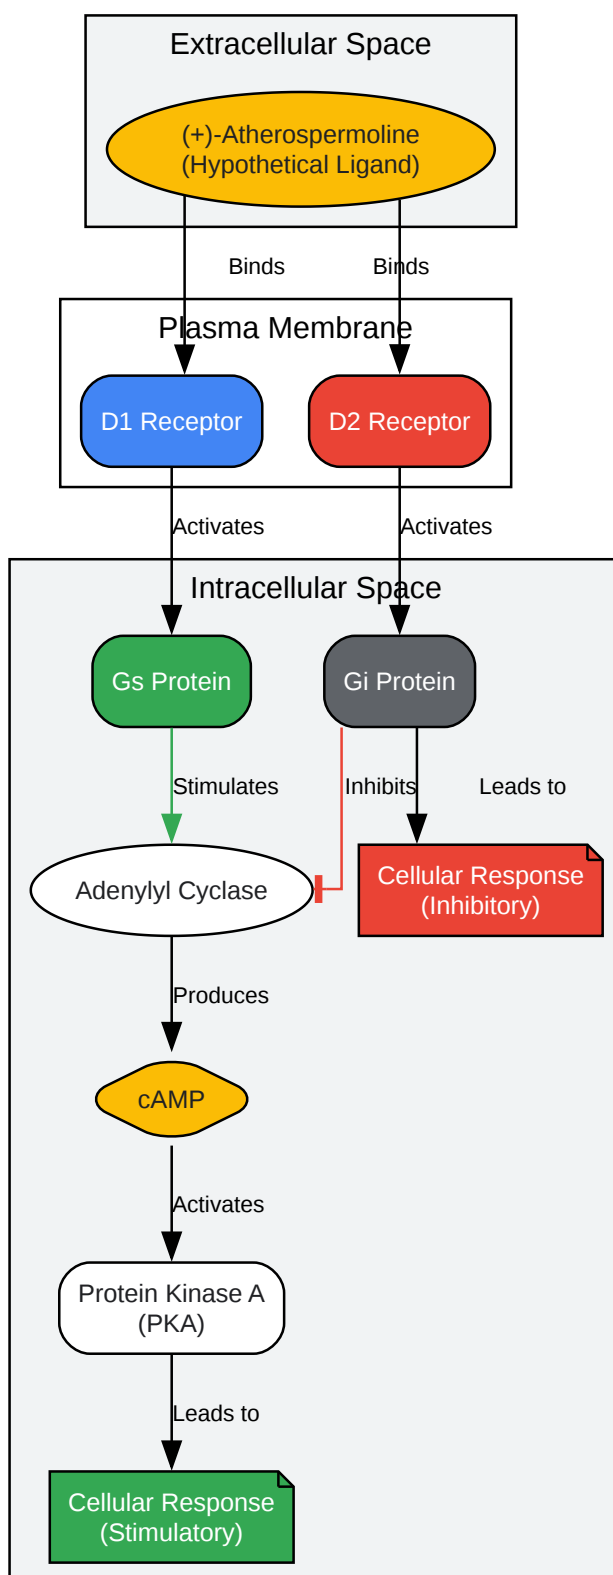 Extracellular Space
(+)-Atherospermoline
(Hypothetical Ligand)
Binds
Binds
Plasma Membrane
D1 Receptor
D2 Receptor
Activates
Activates
Intracellular Space
Gs Protein
Gi Protein
Stimulates
Inhibits
Leads to
Adenylyl Cyclase
Cellular Response
(Inhibitory)
Produces
cAMP
Activates
Protein Kinase A
(PKA)
Leads to
Cellular Response
(Stimulatory)